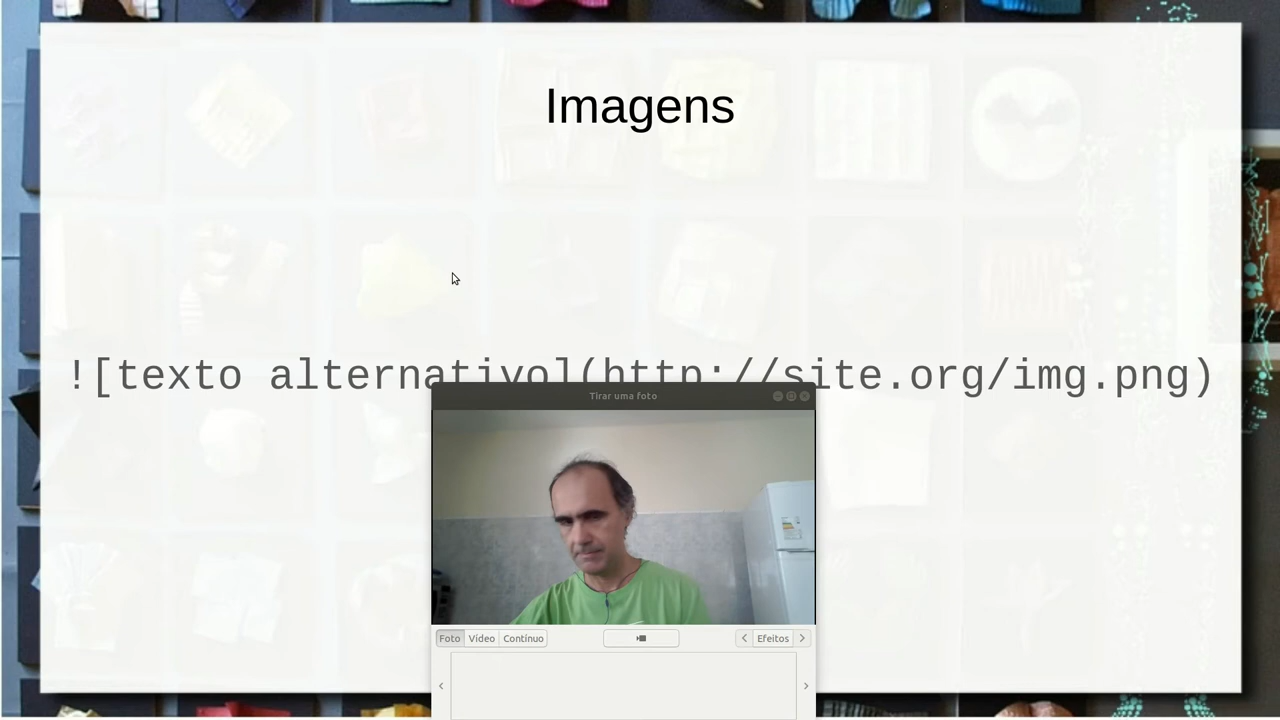 Imagens
![texto alternativo](http://site.org/img.png)
Tirar uma foto
Foto Vídeo Contínuo Efeitos